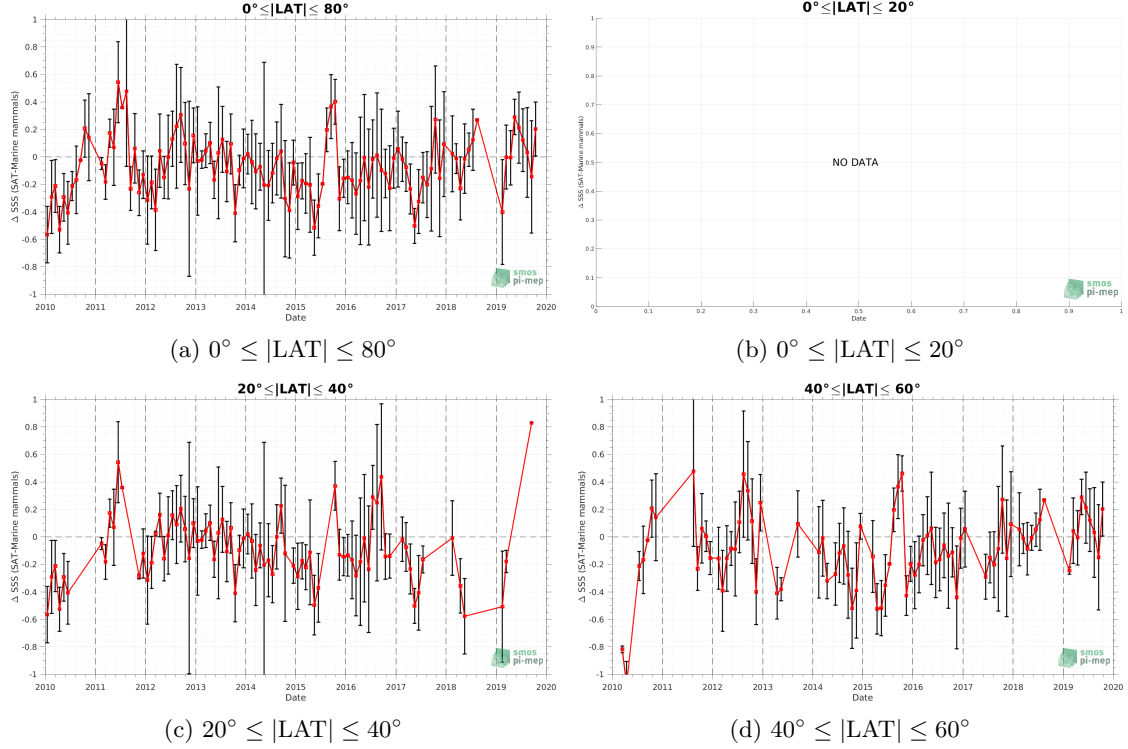 0°≤|LAT|≤ 80°
Δ SSS (SAT-Marine mammals)
1
0.8
0.6
0.4
0.2
0
-0.2
-0.4
-0.6
-0.8
-1
2010 2011 2012 2013 2014 2015 2016 2017 2018 2019 2020
Date
smos
pi-mep
(a) 0° ≤ |LAT| ≤ 80°
0°≤|LAT|≤ 20°
Δ SSS (SAT-Marine mammals)
1
0.9
0.8
0.7
0.6
0.5
0.4
0.3
0.2
0.1
0
NO DATA
0 0.1 0.2 0.3 0.4 0.5 0.6 0.7 0.8 0.9 1
Date
smos
pi-mep
(b) 0° ≤ |LAT| ≤ 20°
20°≤|LAT|≤ 40°
Δ SSS (SAT-Marine mammals)
1
0.8
0.6
0.4
0.2
0
-0.2
-0.4
-0.6
-0.8
-1
2010 2011 2012 2013 2014 2015 2016 2017 2018 2019 2020
Date
smos
pi-mep
(c) 20° ≤ |LAT| ≤ 40°
40°≤|LAT|≤ 60°
Δ SSS (SAT-Marine mammals)
1
0.8
0.6
0.4
0.2
0
-0.2
-0.4
-0.6
-0.8
-1
2010 2011 2012 2013 2014 2015 2016 2017 2018 2019 2020
Date
smos
pi-mep
(d) 40° ≤ |LAT| ≤ 60°